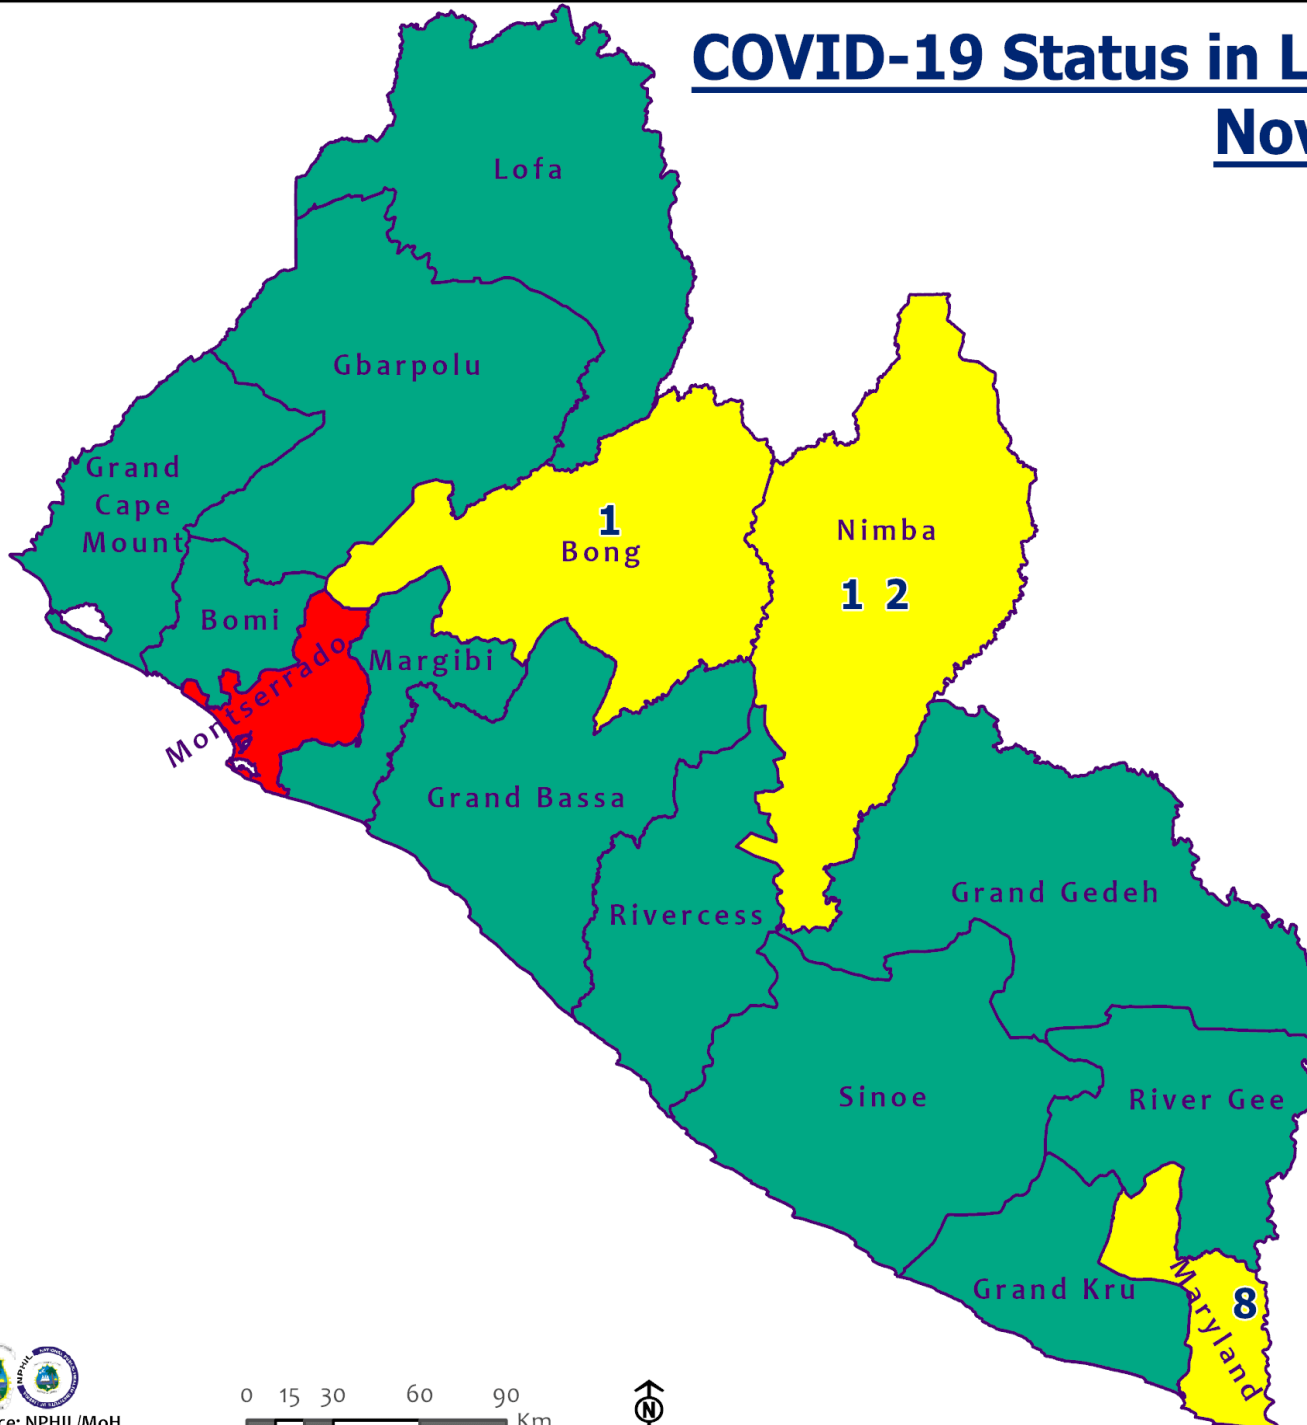 COVID-19 Status in L
Nov
Lofa
Gbarpolu
Grand
Cape
Mount
1
Bong
Nimba
1 2
Bomi
Montserrado
Margibi
Grand Bassa
Rivercess
Grand Gedeh
Sinoe
River Gee
Grand Kru
Maryland
8
NPHIL
0 15 30 60 90
Km
N
ce: NPHIL/MoH